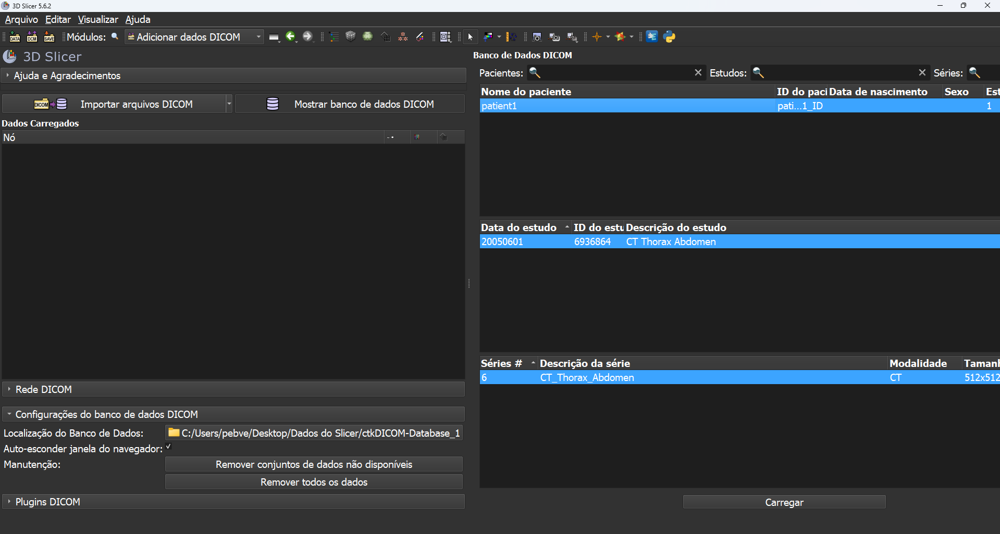 3D Slicer 5.6.2
Arquivo Editar Visualizar Ajuda
DATA DCM SAVE Módulos: Adicionar dados DICOM
3D Slicer
Ajuda e Agradecimentos
DICOM Importar arquivos DICOM Mostrar banco de dados DICOM
Dados Carregados
Nó
Rede DICOM
Configurações do banco de dados DICOM
Localização do Banco de Dados: C:/Users/pebve/Desktop/Dados do Slicer/ctkDICOM-Database_1
Auto-esconder janela do navegador:
Manutenção: Remover conjuntos de dados não disponíveis
Remover todos os dados
Plugins DICOM
Banco de Dados DICOM
Pacientes: Estudos: Séries:
Nome do paciente ID do paci Data de nascimento Sexo Est
patient1 pati...1_ID 1
Data do estudo ID do estu Descrição do estudo
20050601 6936864 CT Thorax Abdomen
Séries # Descrição da série Modalidade Tamanh
6 CT_Thorax_Abdomen CT 512x512
Carregar